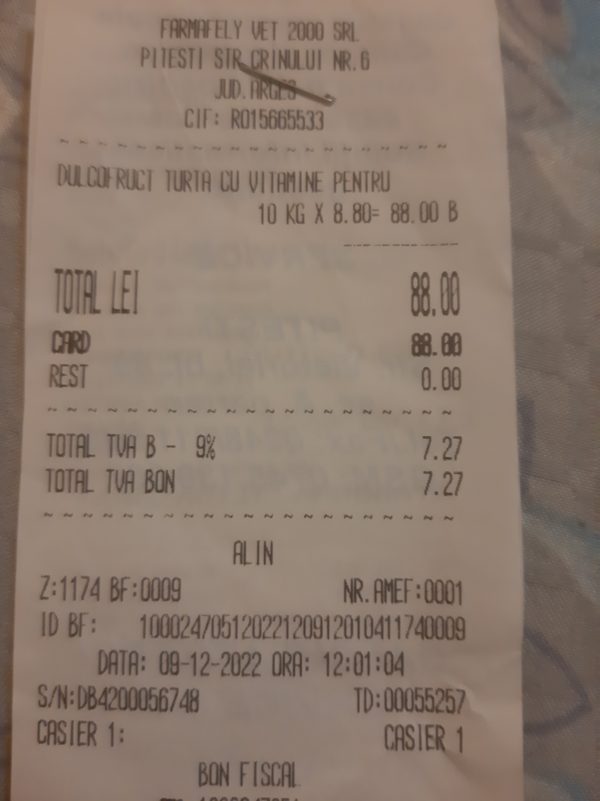 FARMAFELY VET 2000 SRL
PITESTI STR.CRINULUI NR.6
JUD.ARGES
CIF: RO15665533
DULCOFRUCT TURTA CU VITAMINE PENTRU
10 KG X 8.80= 88.00 B
TOTAL LEI 88.00
CARD 88.00
REST 0.00
TOTAL TVA B - 9% 7.27
TOTAL TVA BON 7.27
ALIN
Z:1174 BF:0009 NR.AMEF:0001
ID BF: 10002470512022120912010411740009
DATA: 09-12-2022 ORA: 12:01:04
S/N:DB4200056748 TD:00055257
CASIER 1: CASIER 1
BON FISCAL